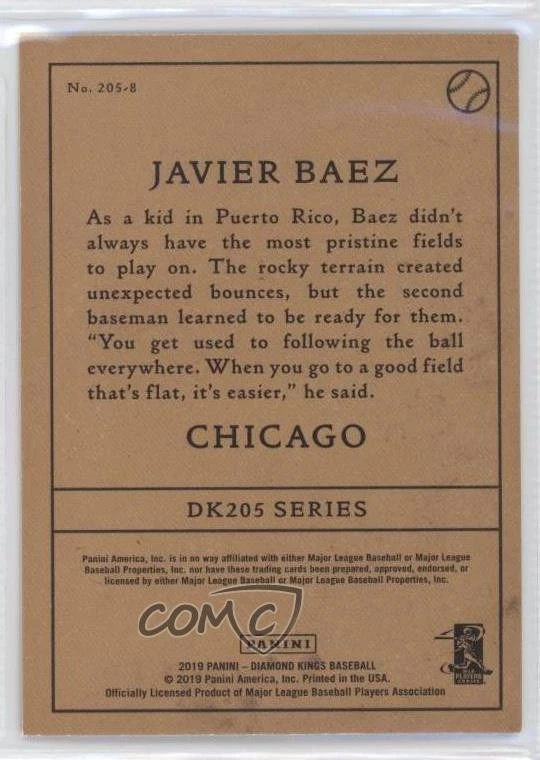 No. 205-8
JAVIER BAEZ
As a kid in Puerto Rico, Baez didn't
always have the most pristine fields
to play on. The rocky terrain created
unexpected bounces, but the second
baseman learned to be ready for them.
“You get used to following the ball
everywhere. When you go to a good field
that's flat, it's easier,” he said.
CHICAGO
DK205 SERIES
Panini America, Inc. is in no way affiliated with either Major League Baseball or Major League
Baseball Properties, Inc. nor have these trading cards been prepared, approved, endorsed, or
licensed by either Major League Baseball or Major League Baseball Properties, Inc.
COMC
PANINI
2019 PANINI – DIAMOND KINGS BASEBALL
© 2019 Panini America, Inc. Printed in the USA.
Officially Licensed Product of Major League Baseball Players Association
PLAYERS